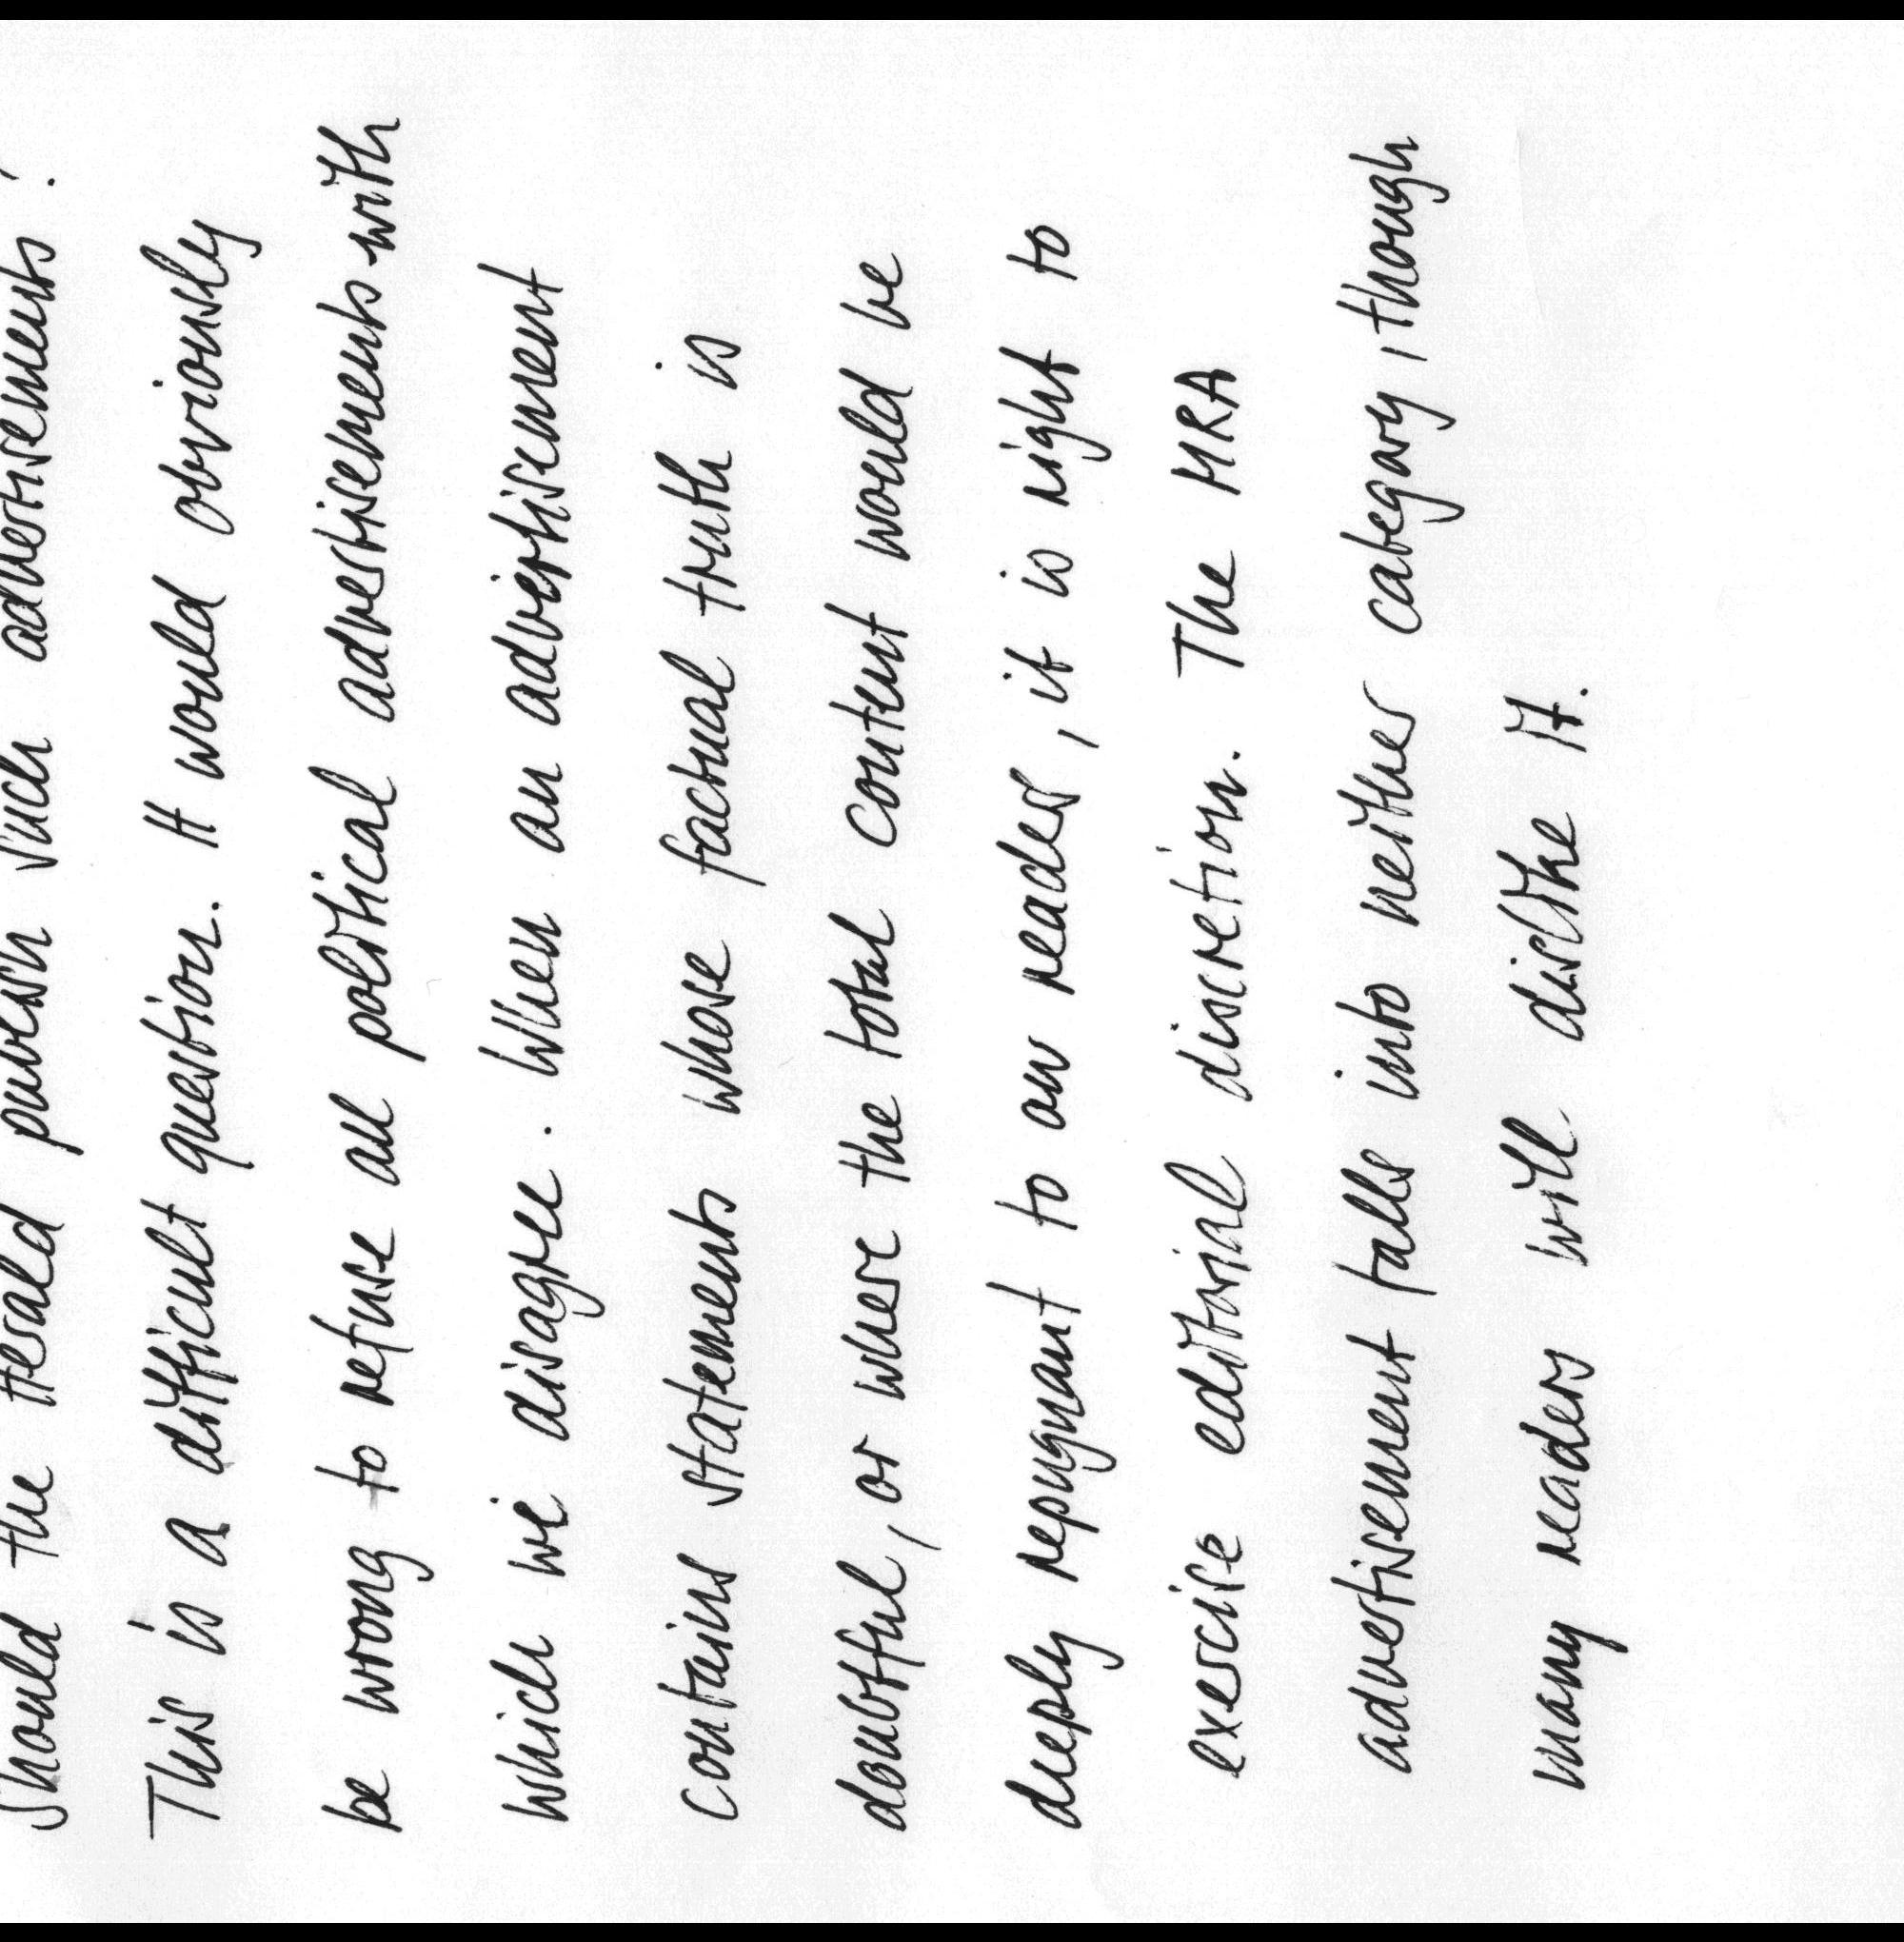 Should the Herald publish such advertisements?
This is a difficult question. It would obviously
be wrong to refuse all political advertisements with
which we disagree. When an advertisement
contains statements whose factual truth is
doubtful, or where the total content would be
deeply repugnant to our reader, it is right to
exercise editorial discretion. The MRA
advertisement falls into neither category, though
many readers will dislike it.